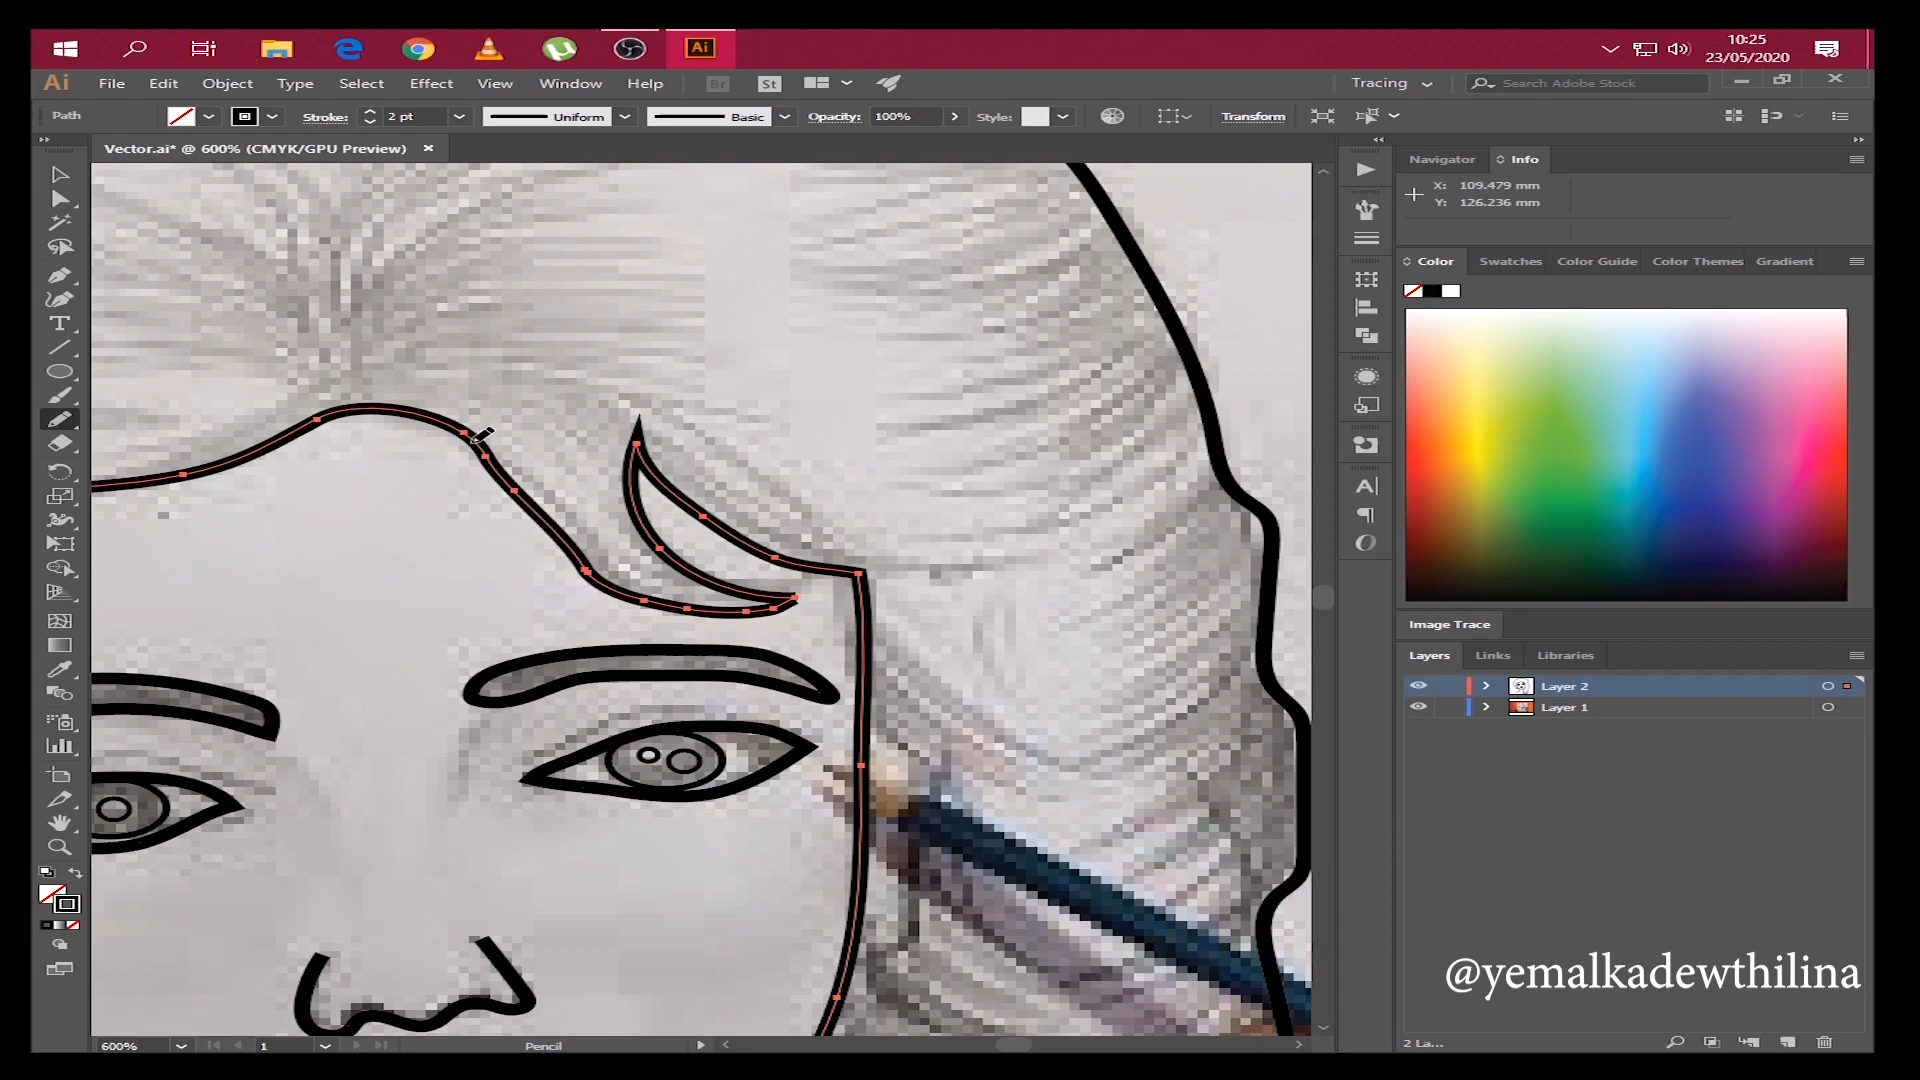 Ai
10:25
23/05/2020
Ai File Edit Object Type Select Effect View Window Help Br St Tracing Search Adobe Stock
Path Stroke: 2 pt Uniform Basic Opacity: 100% Style: Transform
Vector.ai* @ 600% (CMYK/GPU Preview)
Navigator Info
X: 109.479 mm
Y: 126.236 mm
Color Swatches Color Guide Color Themes Gradient
Image Trace
Layers Links Libraries
Layer 2
Layer 1
@yemalkadewthilina
600% 1 Pencil
2 La...